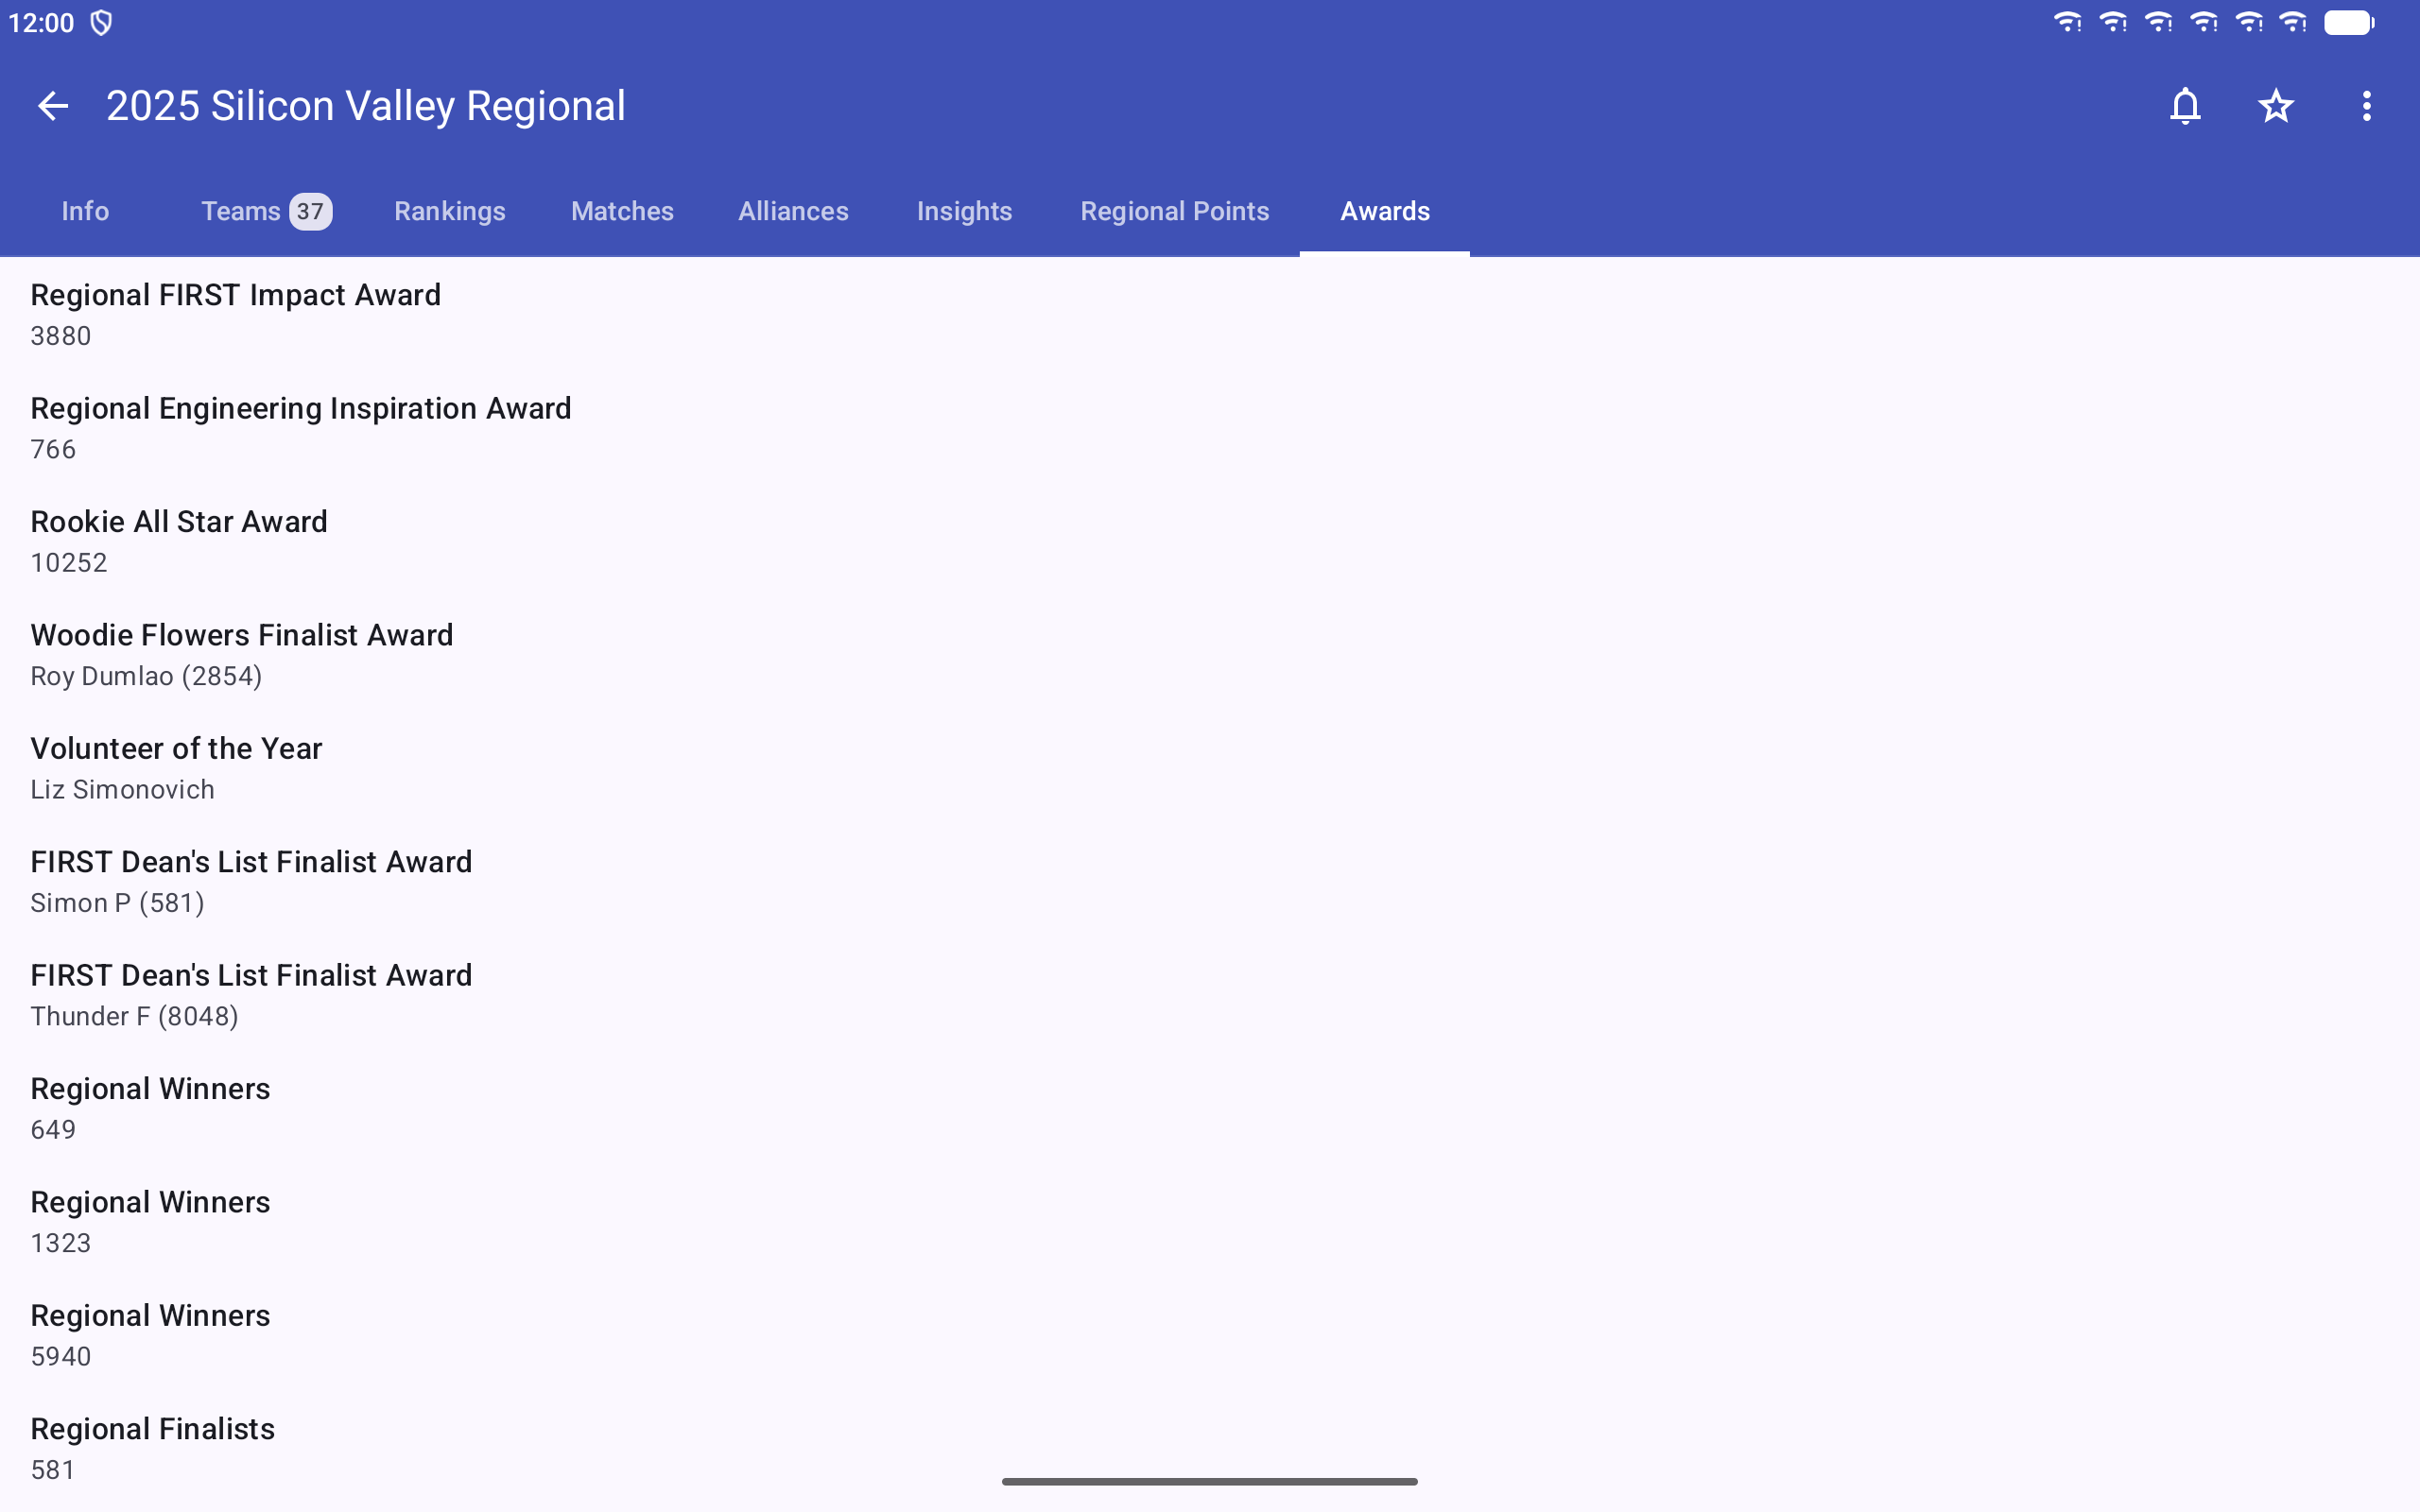 12:00
2025 Silicon Valley Regional
Info Teams 37 Rankings Matches Alliances Insights Regional Points Awards
Regional FIRST Impact Award
3880
Regional Engineering Inspiration Award
766
Rookie All Star Award
10252
Woodie Flowers Finalist Award
Roy Dumlao (2854)
Volunteer of the Year
Liz Simonovich
FIRST Dean's List Finalist Award
Simon P (581)
FIRST Dean's List Finalist Award
Thunder F (8048)
Regional Winners
649
Regional Winners
1323
Regional Winners
5940
Regional Finalists
581